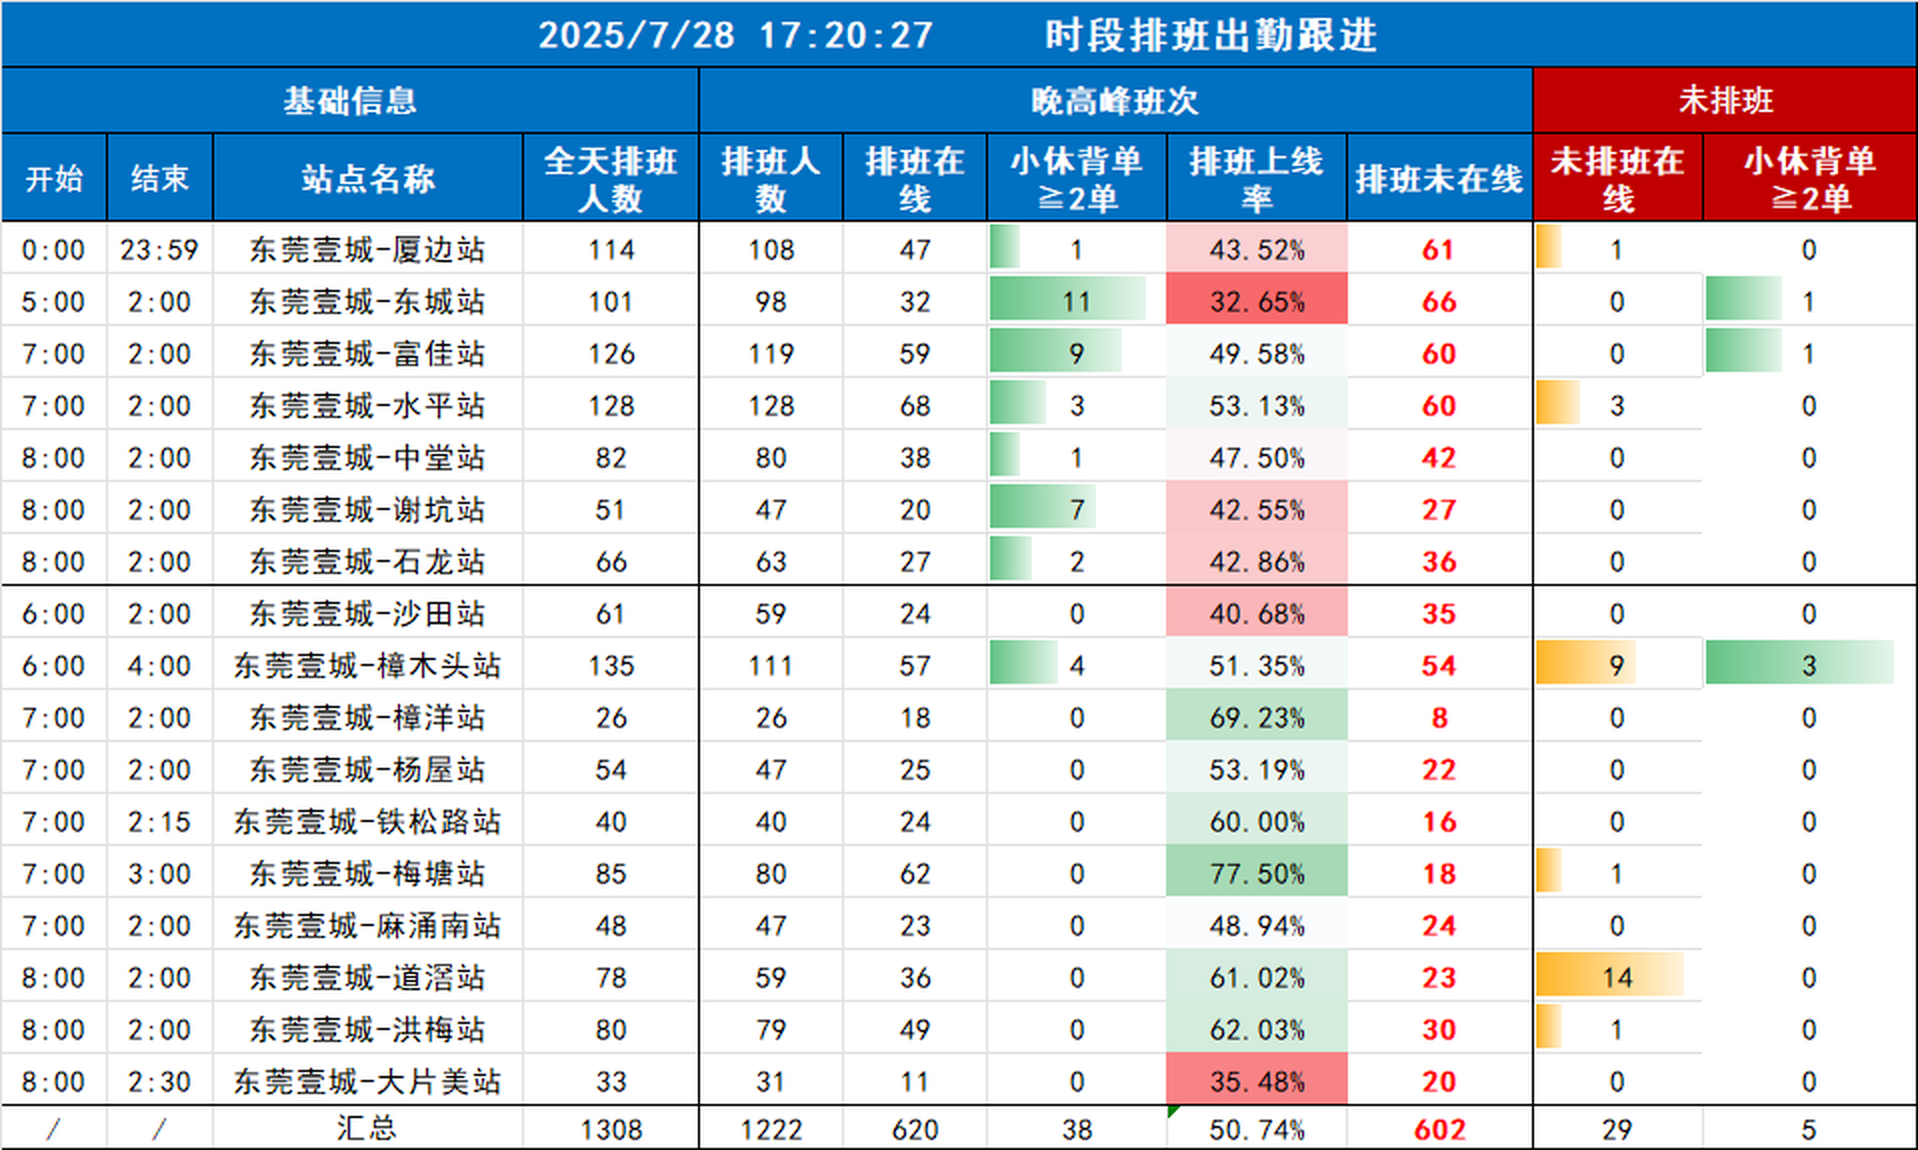 2025/7/28 17:20:27 时段排班出勤跟进
基础信息 晚高峰班次 未排班
开始 结束 站点名称 全天排班人数 排班人数 排班在线 小休背单≧2单 排班上线率 排班未在线 未排班在线 小休背单≧2单
0:00 23:59 东莞壹城-厦边站 114 108 47 1 43.52% 61 1 0
5:00 2:00 东莞壹城-东城站 101 98 32 11 32.65% 66 0 1
7:00 2:00 东莞壹城-富佳站 126 119 59 9 49.58% 60 0 1
7:00 2:00 东莞壹城-水平站 128 128 68 3 53.13% 60 3 0
8:00 2:00 东莞壹城-中堂站 82 80 38 1 47.50% 42 0 0
8:00 2:00 东莞壹城-谢坑站 51 47 20 7 42.55% 27 0 0
8:00 2:00 东莞壹城-石龙站 66 63 27 2 42.86% 36 0 0
6:00 2:00 东莞壹城-沙田站 61 59 24 0 40.68% 35 0 0
6:00 4:00 东莞壹城-樟木头站 135 111 57 4 51.35% 54 9 3
7:00 2:00 东莞壹城-樟洋站 26 26 18 0 69.23% 8 0 0
7:00 2:00 东莞壹城-杨屋站 54 47 25 0 53.19% 22 0 0
7:00 2:15 东莞壹城-铁松路站 40 40 24 0 60.00% 16 0 0
7:00 3:00 东莞壹城-梅塘站 85 80 62 0 77.50% 18 1 0
7:00 2:00 东莞壹城-麻涌南站 48 47 23 0 48.94% 24 0 0
8:00 2:00 东莞壹城-道滘站 78 59 36 0 61.02% 23 14 0
8:00 2:00 东莞壹城-洪梅站 80 79 49 0 62.03% 30 1 0
8:00 2:30 东莞壹城-大片美站 33 31 11 0 35.48% 20 0 0
/ / 汇总 1308 1222 620 38 50.74% 602 29 5